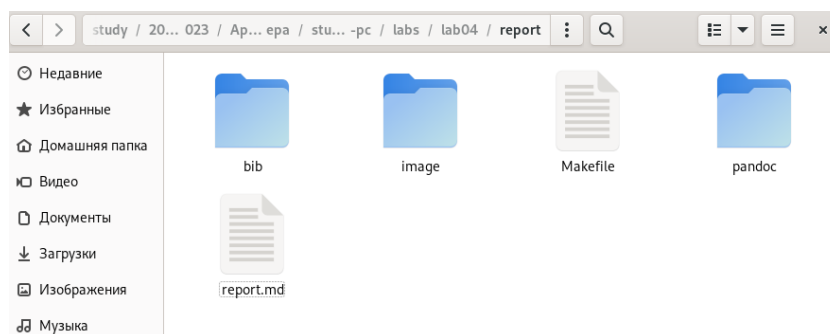 study / 20... 023 / Ap... ера / stu... -pc / labs / lab04 / report
Недавние
Избранные
Домашняя папка
Видео
Документы
Загрузки
Изображения
Музыка
bib
image
Makefile
pandoc
report.md